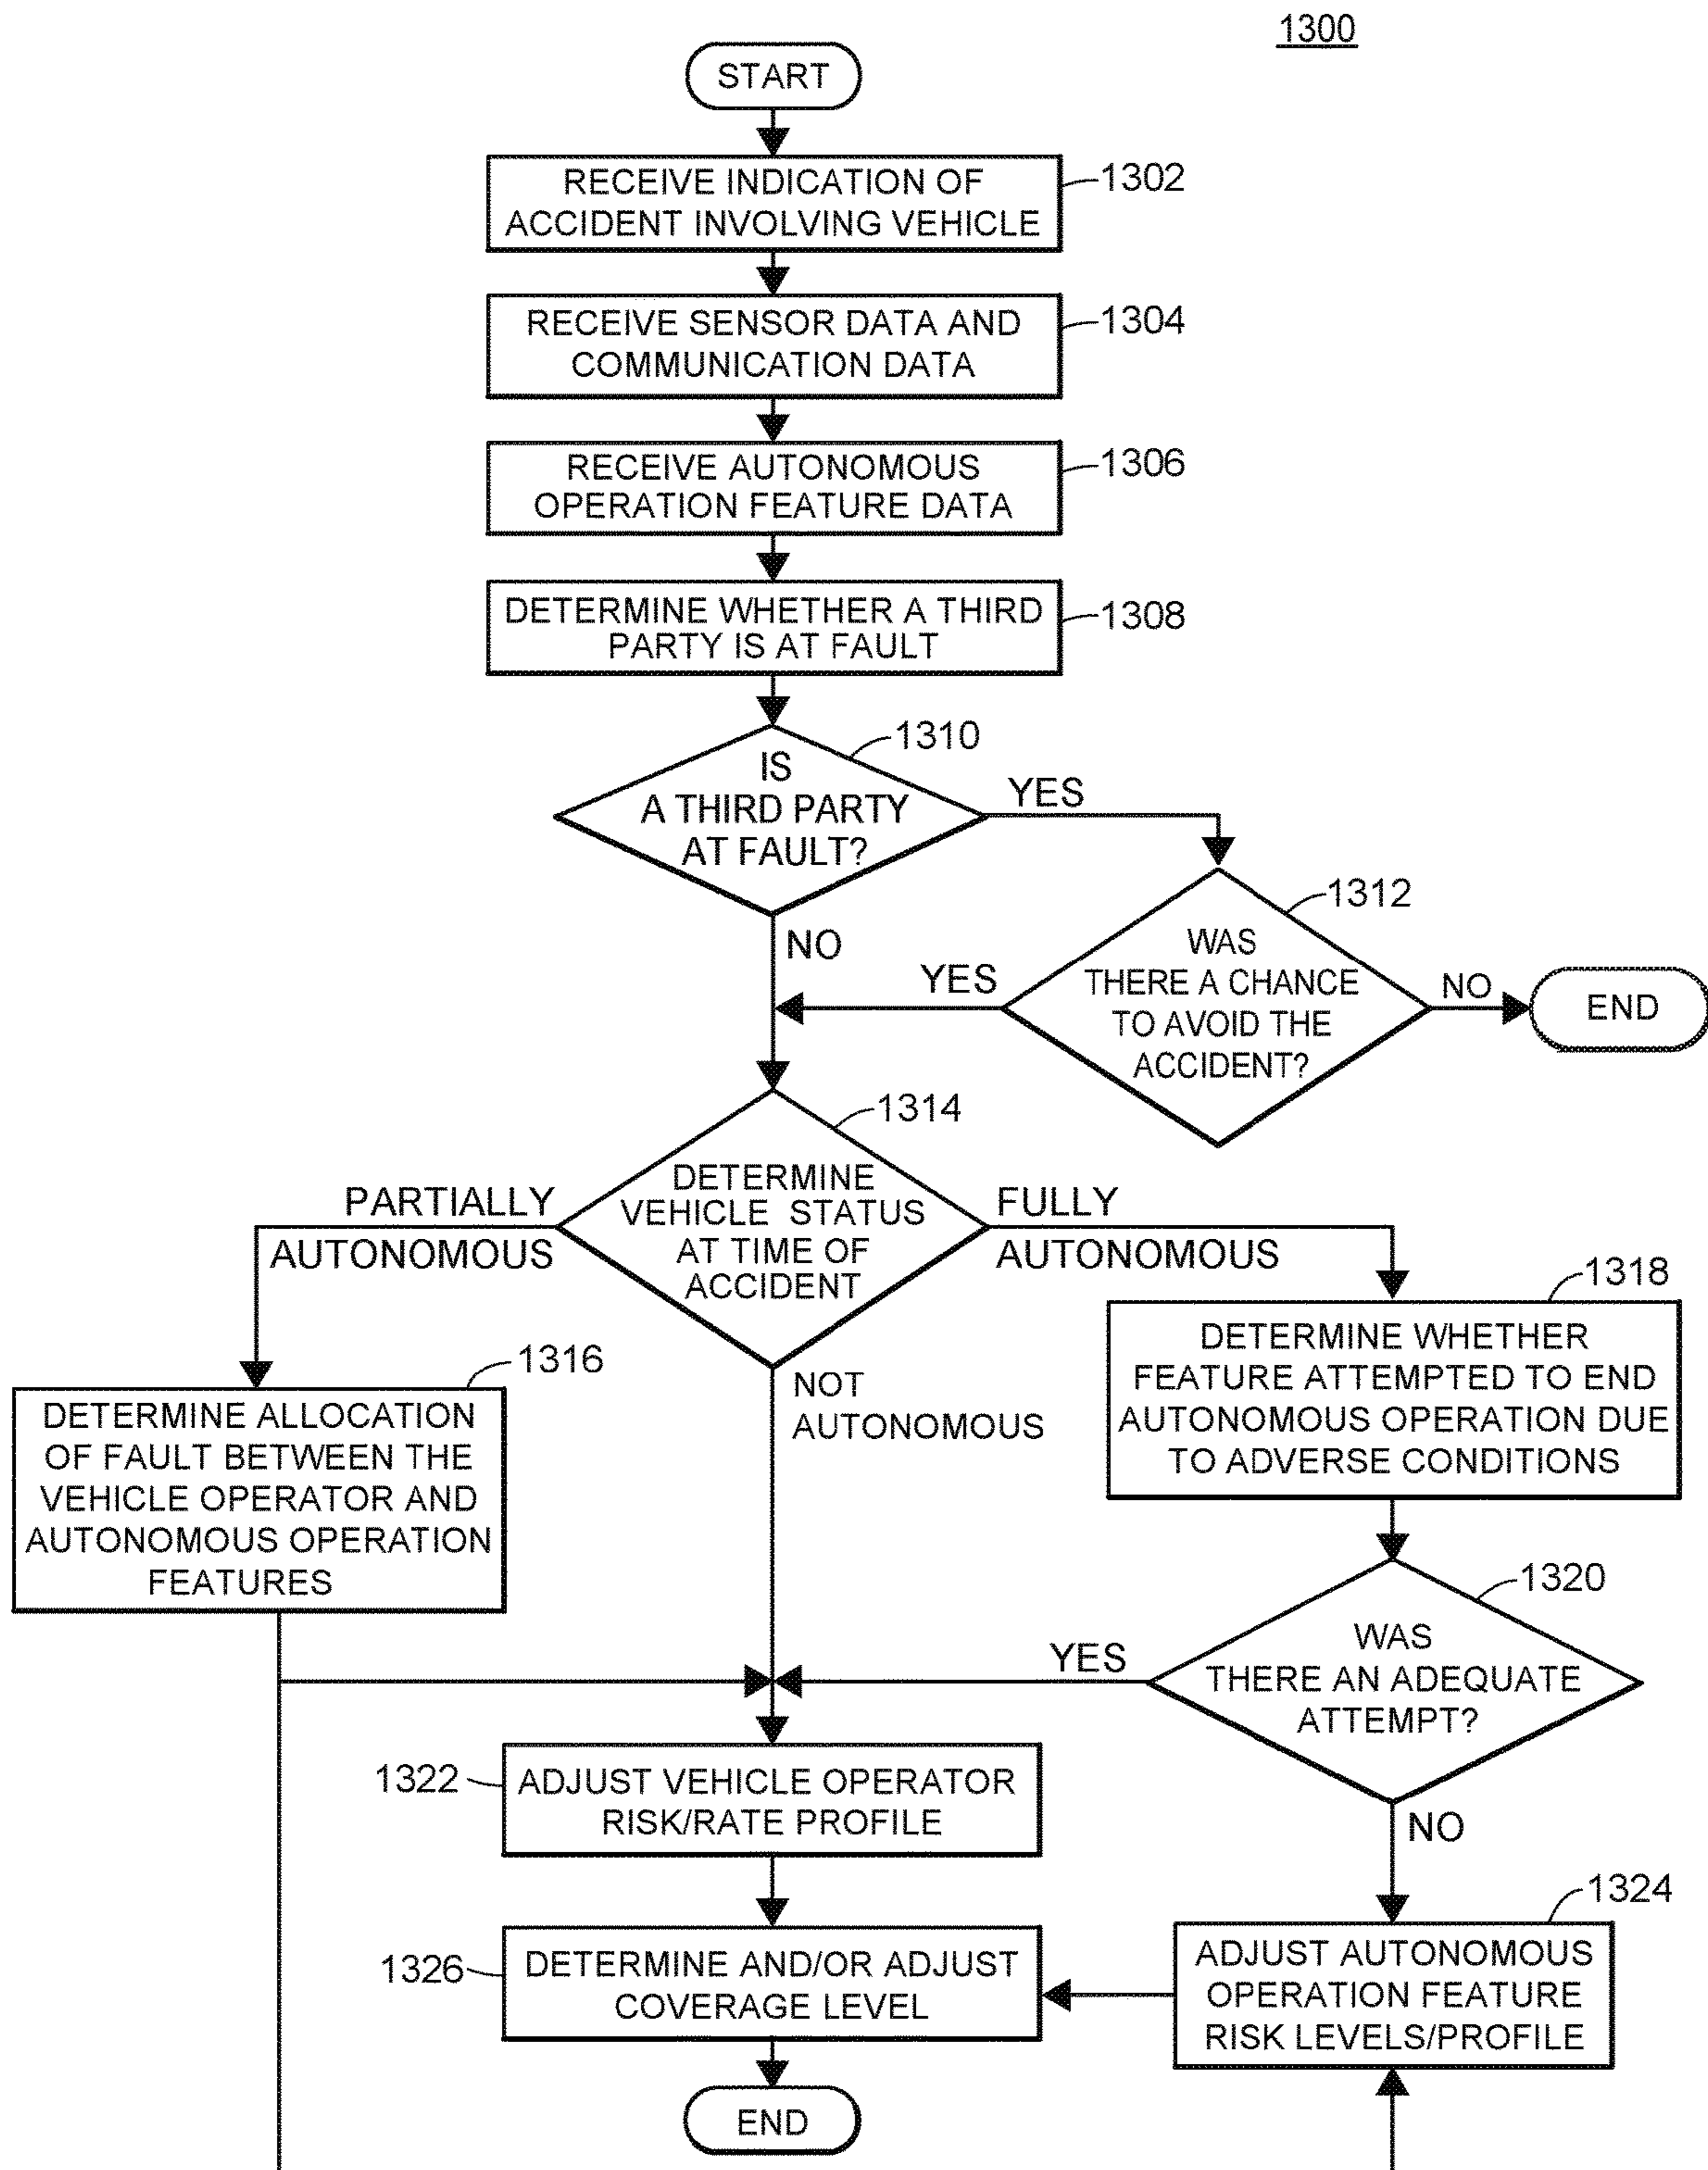 1300
START
RECEIVE INDICATION OF
ACCIDENT INVOLVING VEHICLE
1302
RECEIVE SENSOR DATA AND
COMMUNICATION DATA
1304
RECEIVE AUTONOMOUS
OPERATION FEATURE DATA
1306
DETERMINE WHETHER A THIRD
PARTY IS AT FAULT
1308
1310
IS
A THIRD PARTY
AT FAULT?
YES
NO
1312
WAS
THERE A CHANCE
TO AVOID THE
ACCIDENT?
YES
NO
END
1314
DETERMINE
VEHICLE STATUS
AT TIME OF
ACCIDENT
PARTIALLY
AUTONOMOUS
FULLY
AUTONOMOUS
NOT
AUTONOMOUS
1316
DETERMINE ALLOCATION
OF FAULT BETWEEN THE
VEHICLE OPERATOR AND
AUTONOMOUS OPERATION
FEATURES
1318
DETERMINE WHETHER
FEATURE ATTEMPTED TO END
AUTONOMOUS OPERATION DUE
TO ADVERSE CONDITIONS
1320
WAS
THERE AN ADEQUATE
ATTEMPT?
YES
NO
1322
ADJUST VEHICLE OPERATOR
RISK/RATE PROFILE
1324
ADJUST AUTONOMOUS
OPERATION FEATURE
RISK LEVELS/PROFILE
1326
DETERMINE AND/OR ADJUST
COVERAGE LEVEL
END